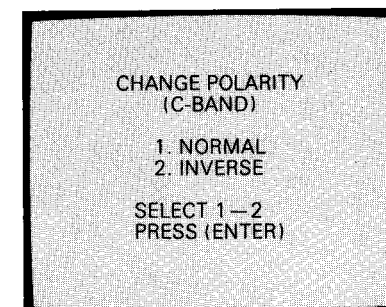 CHANGE POLARITY
(C-BAND)
1. NORMAL
2. INVERSE
SELECT 1—2
PRESS (ENTER)